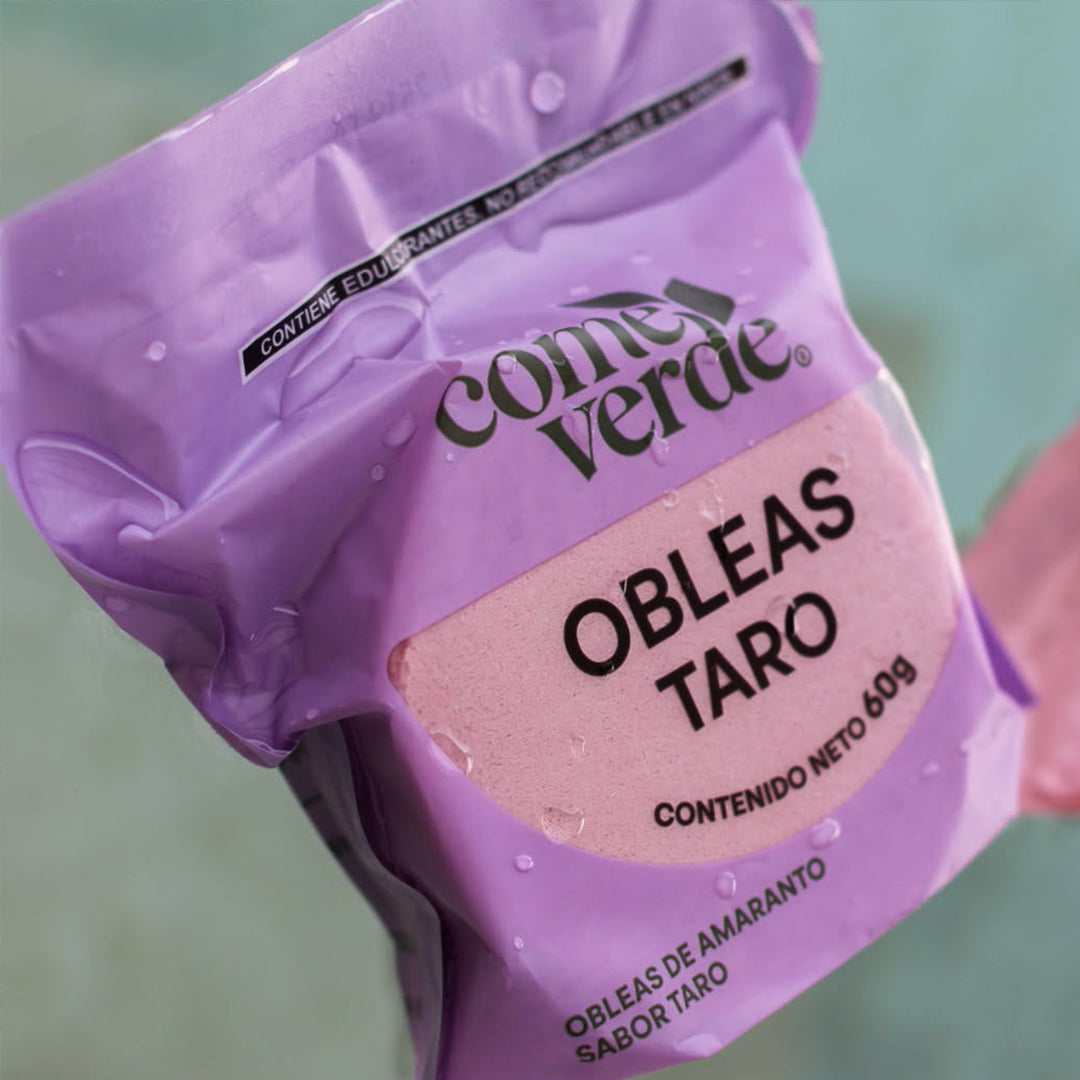 CONTIENE EDULCORANTES, NO RECOMENDABLE EN NIÑOS
come
verde®
OBLEAS
TARO
CONTENIDO NETO 60g
OBLEAS DE AMARANTO
SABOR TARO